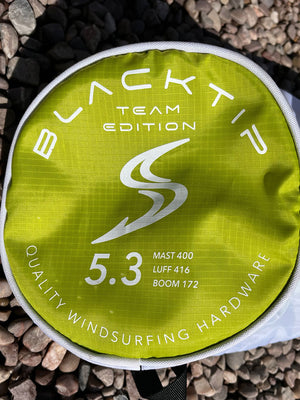 BLACKTIP
TEAM
EDITION
5.3
MAST 400
LUFF 416
BOOM 172
QUALITY WINDSURFING HARDWARE